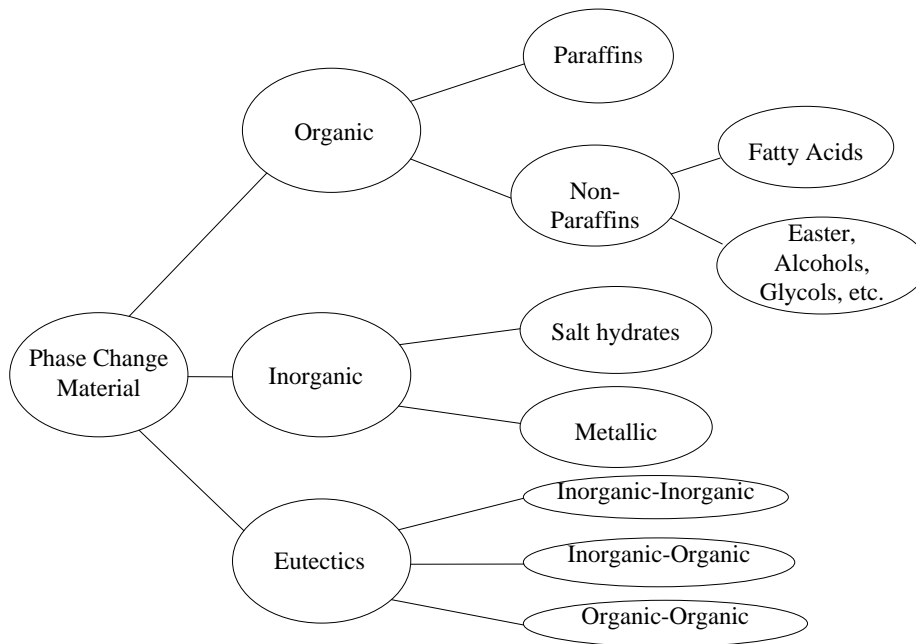 Paraffins
Organic
Fatty Acids
Non-
Paraffins
Easter,
Alcohols,
Glycols, etc.
Salt hydrates
Phase Change
Material
Inorganic
Metallic
Inorganic-Inorganic
Eutectics
Inorganic-Organic
Organic-Organic